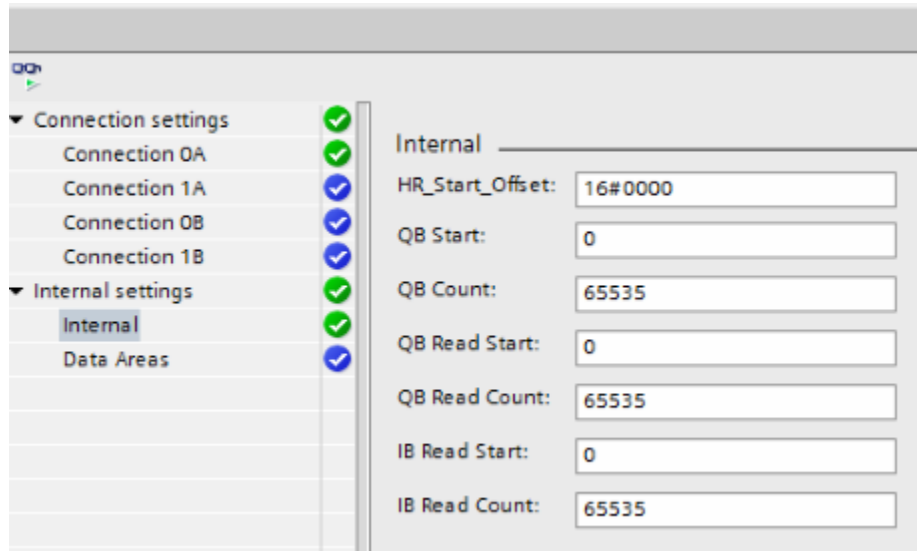 Connection settings
Connection 0A
Connection 1A
Connection 0B
Connection 1B
Internal settings
Internal
Data Areas
Internal
HR_Start_Offset: 16#0000
QB Start: 0
QB Count: 65535
QB Read Start: 0
QB Read Count: 65535
IB Read Start: 0
IB Read Count: 65535